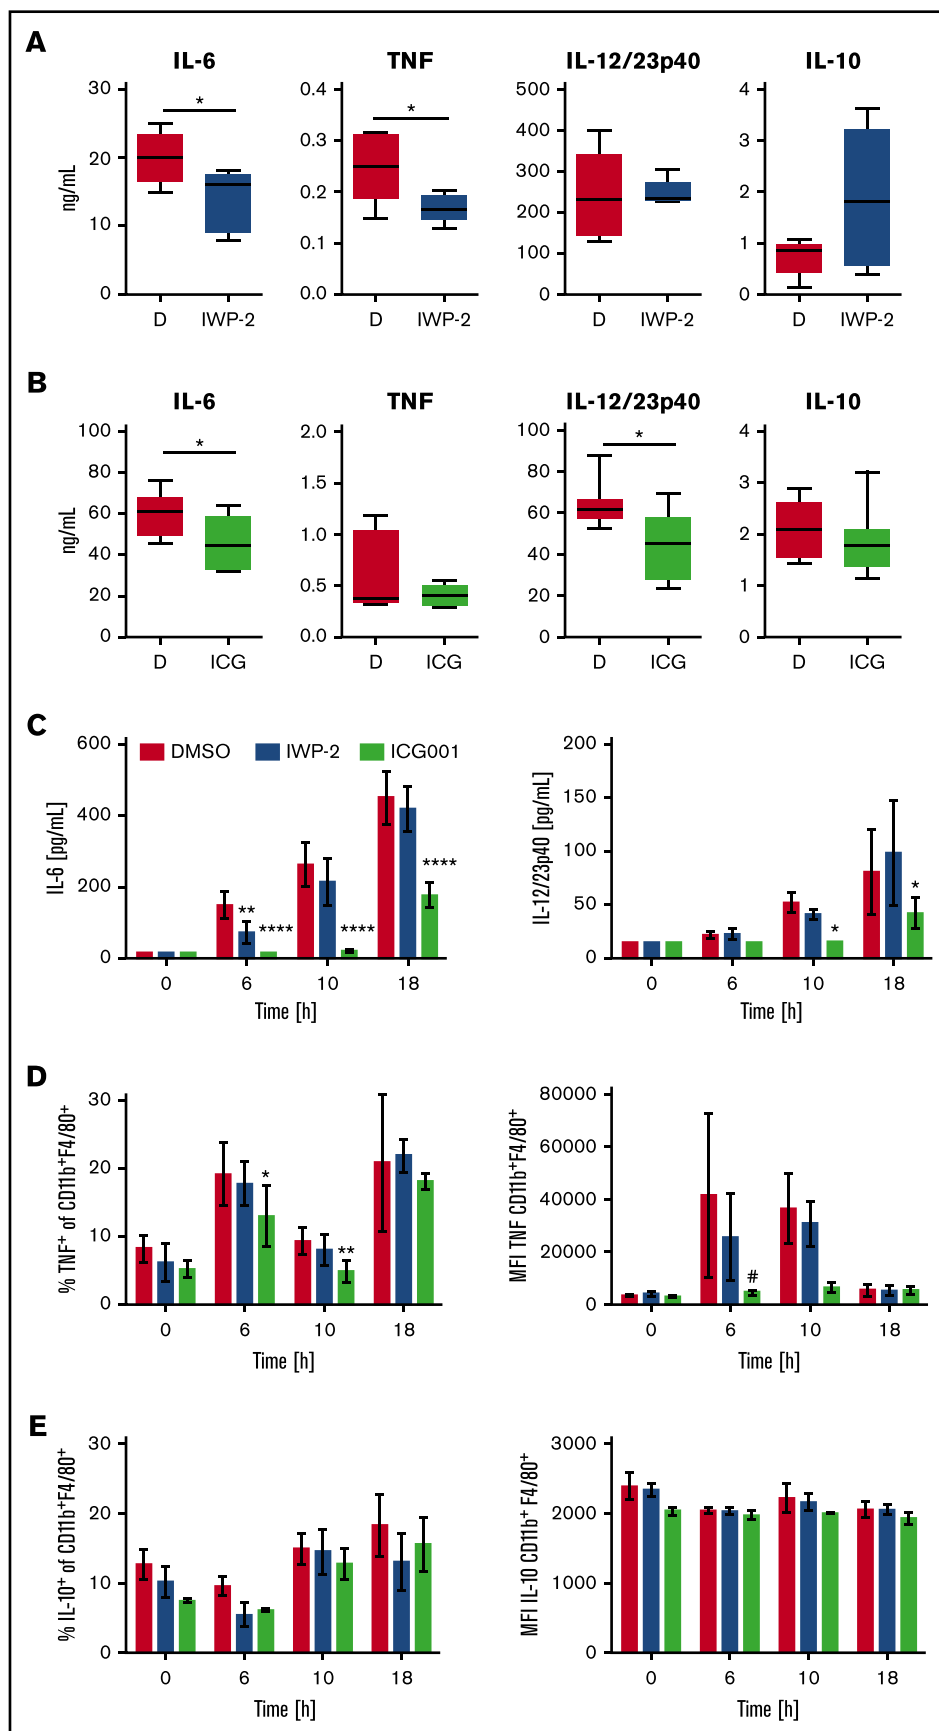 A
IL-6 TNF IL-12/23p40 IL-10
ng/mL
30
20
10
0
*
D IWP-2
0.4
0.3
0.2
0.1
0.0
*
D IWP-2
500
400
300
200
100
0
D IWP-2
4
3
2
1
0
D IWP-2
B
IL-6 TNF IL-12/23p40 IL-10
ng/mL
100
80
60
40
20
0
*
D ICG
2.0
1.5
1.0
0.5
0.0
D ICG
100
80
60
40
20
0
*
D ICG
4
3
2
1
0
D ICG
C
DMSO IWP-2 ICG001
IL-6 [pg/mL]
600
400
200
0
** **** **** ****
0 6 10 18
Time [h]
IL-12/23p40 [pg/mL]
200
150
100
50
0
* *
0 6 10 18
Time [h]
D
% TNF+ of CD11b+F4/80+
30
20
10
0
* **
0 6 10 18
Time [h]
MFI TNF CD11b+F4/80+
80000
60000
40000
20000
0
#
0 6 10 18
Time [h]
E
% IL-10+ of CD11b+F4/80+
30
20
10
0
0 6 10 18
Time [h]
MFI IL-10 CD11b+ F4/80+
3000
2000
1000
0
0 6 10 18
Time [h]